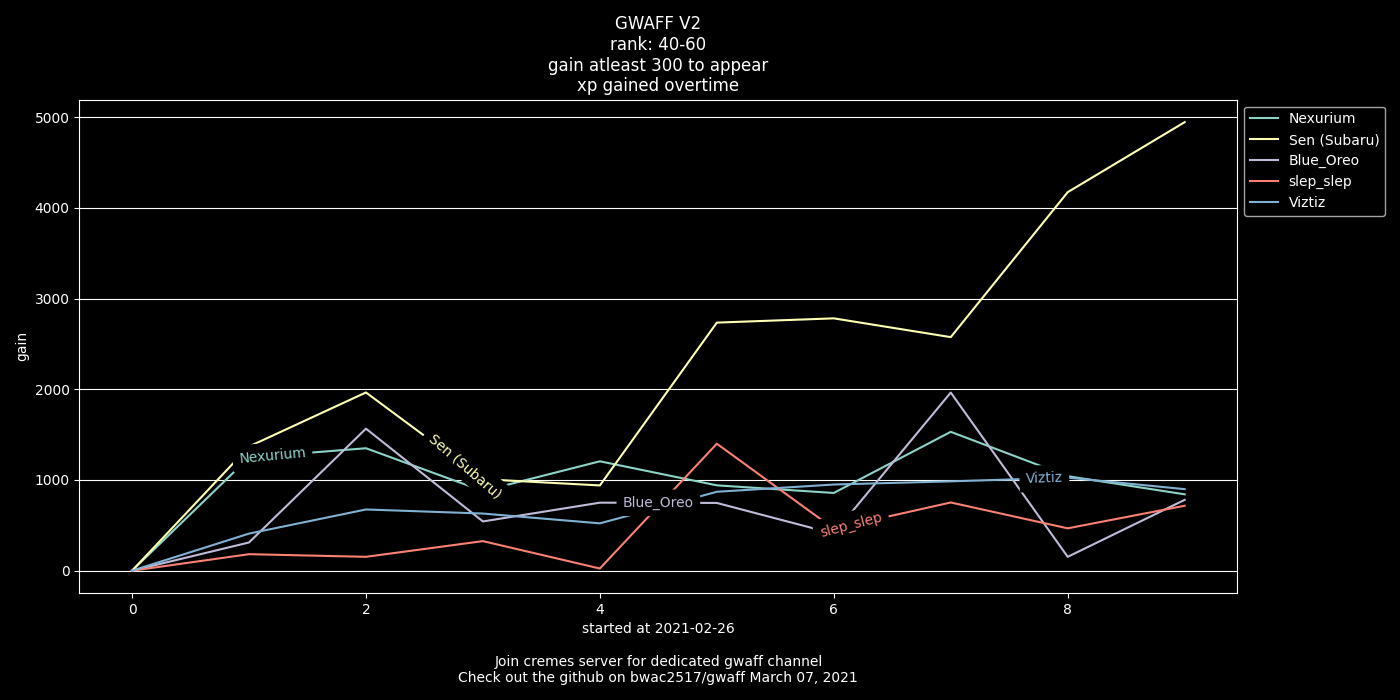 GWAFF V2
rank: 40-60
gain atleast 300 to appear
xp gained overtime
5000
4000
3000
2000
1000
0
gain
Nexurium
Sen (Subaru)
Blue_Oreo
slep_slep
Viztiz
Nexurium
Sen (Subaru)
Blue_Oreo
slep_slep
Viztiz
0 2 4 6 8
started at 2021-02-26
Join cremes server for dedicated gwaff channel
Check out the github on bwac2517/gwaff March 07, 2021